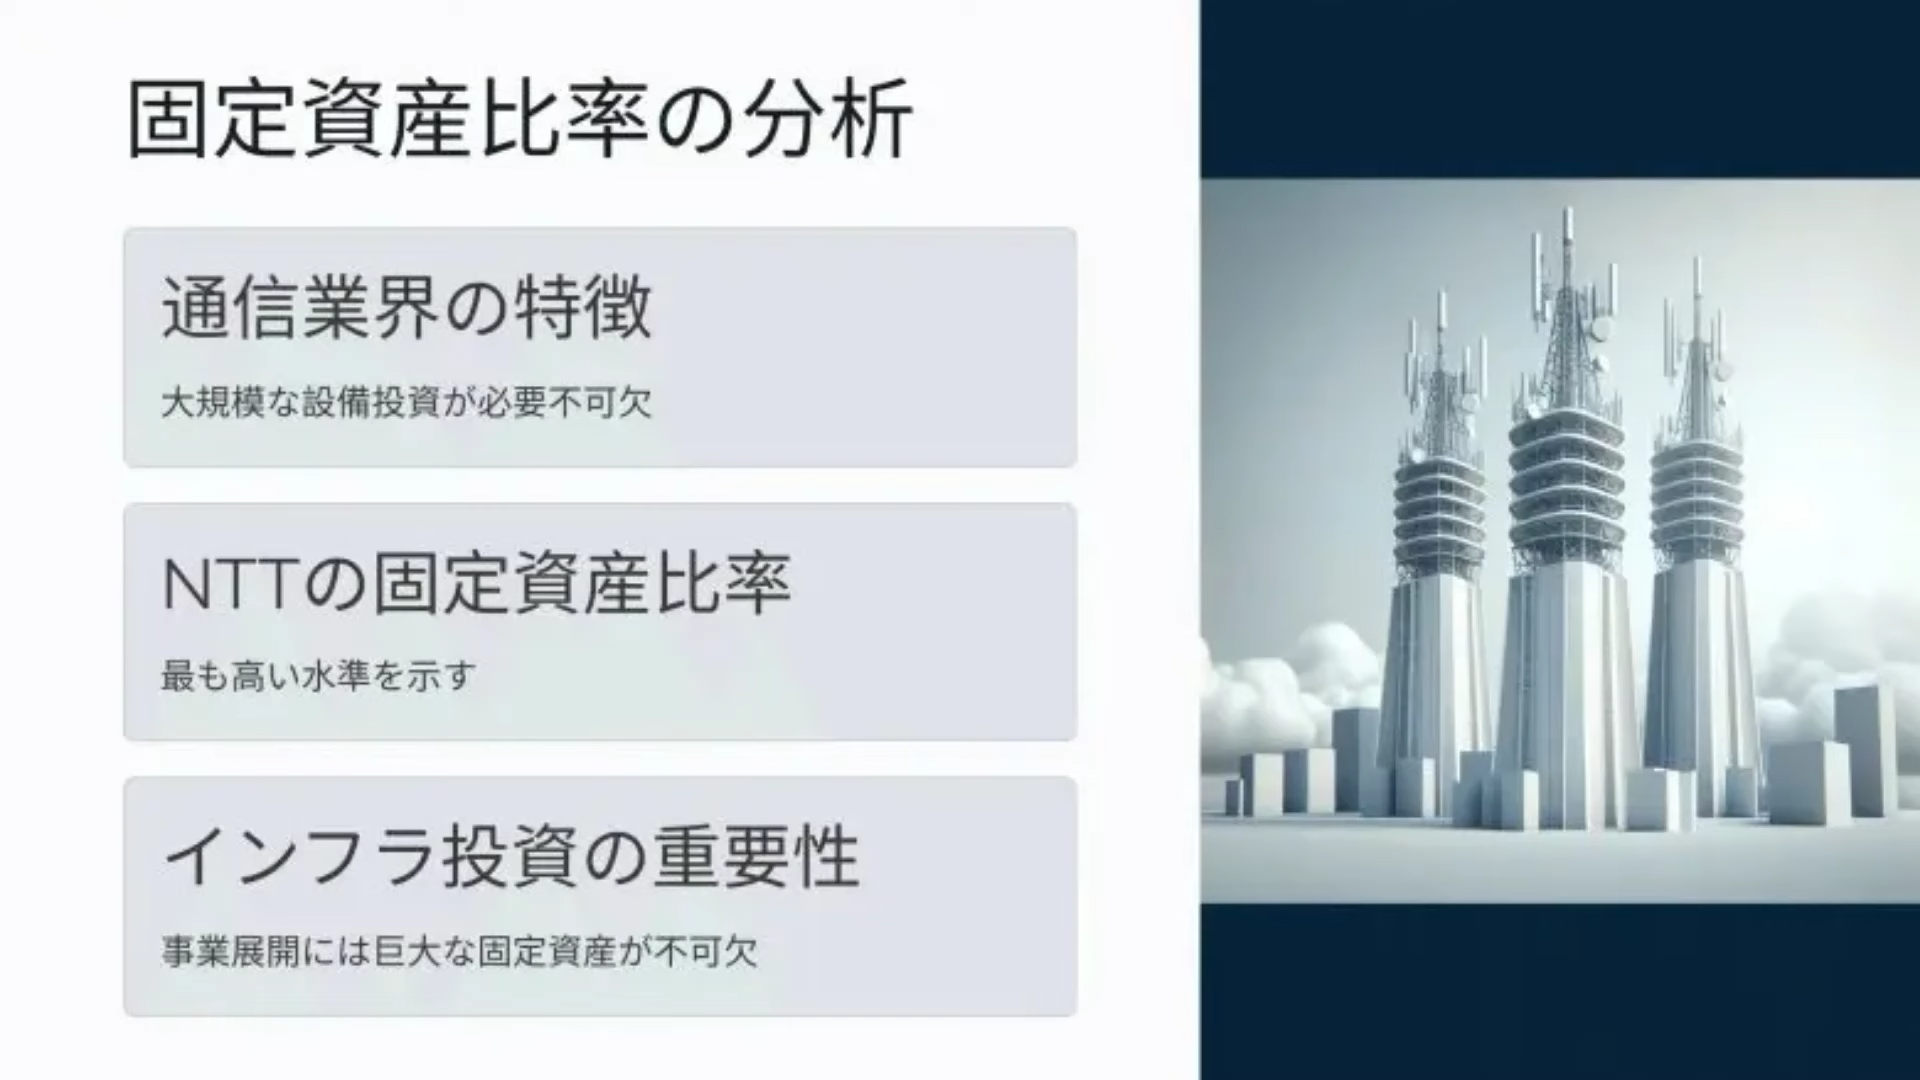 固定資産比率の分析
通信業界の特徴
大規模な設備投資が必要不可欠
NTTの固定資産比率
最も高い水準を示す
インフラ投資の重要性
事業展開には巨大な固定資産が不可欠